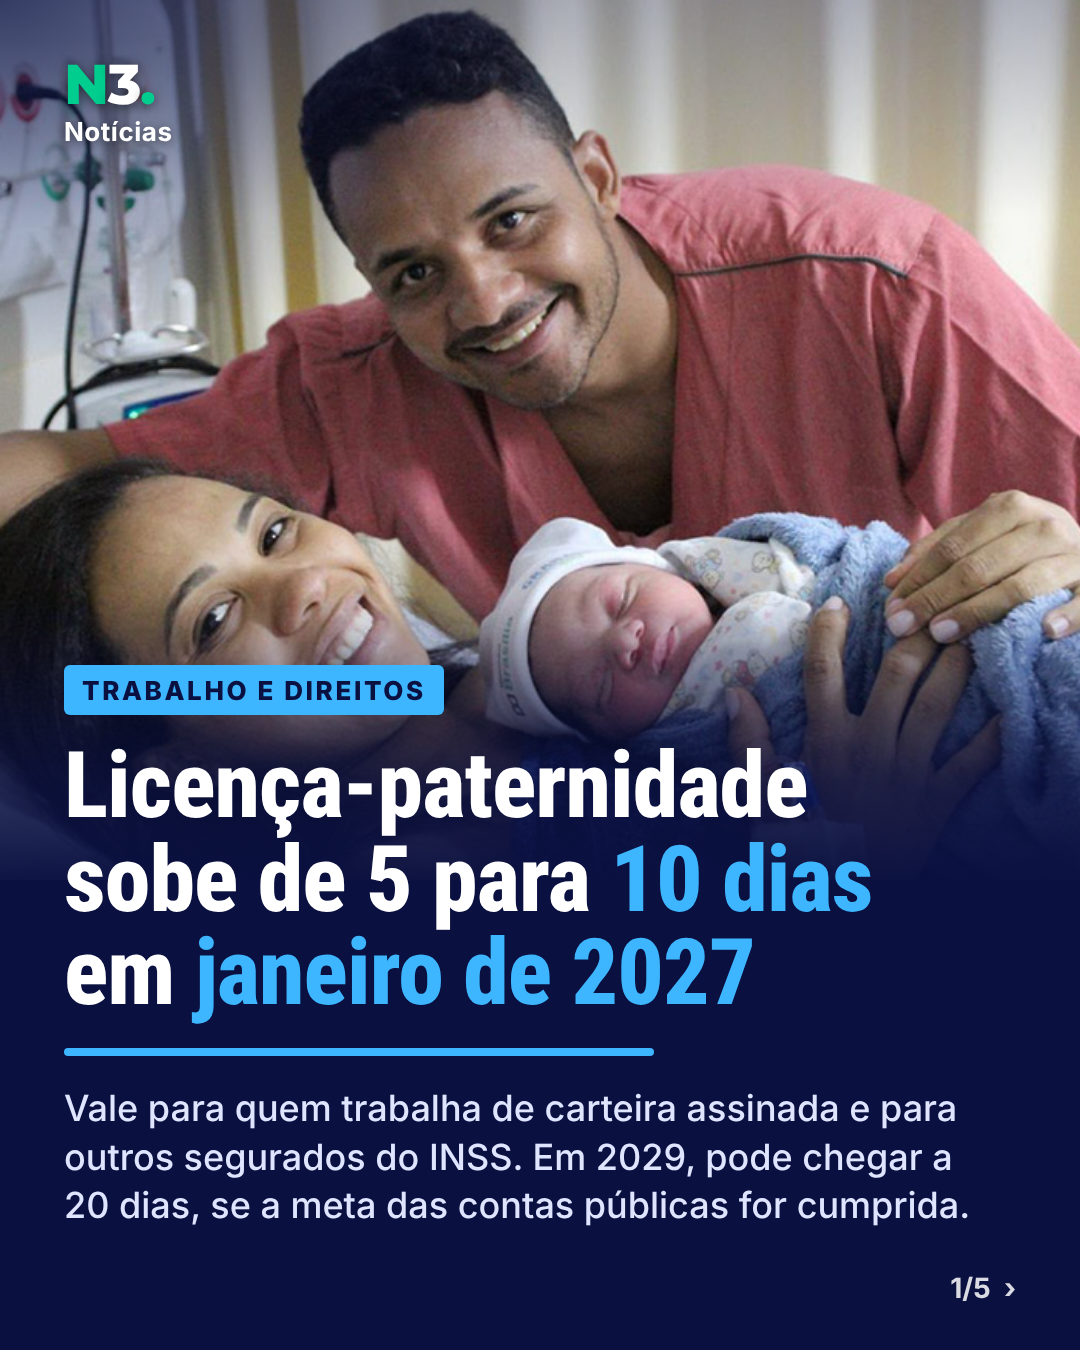 N3.
Notícias
TRABALHO E DIREITOS
Licença-paternidade
sobe de 5 para 10 dias
em janeiro de 2027
Vale para quem trabalha de carteira assinada e para
outros segurados do INSS. Em 2029, pode chegar a
20 dias, se a meta das contas públicas for cumprida.
1/5 ›